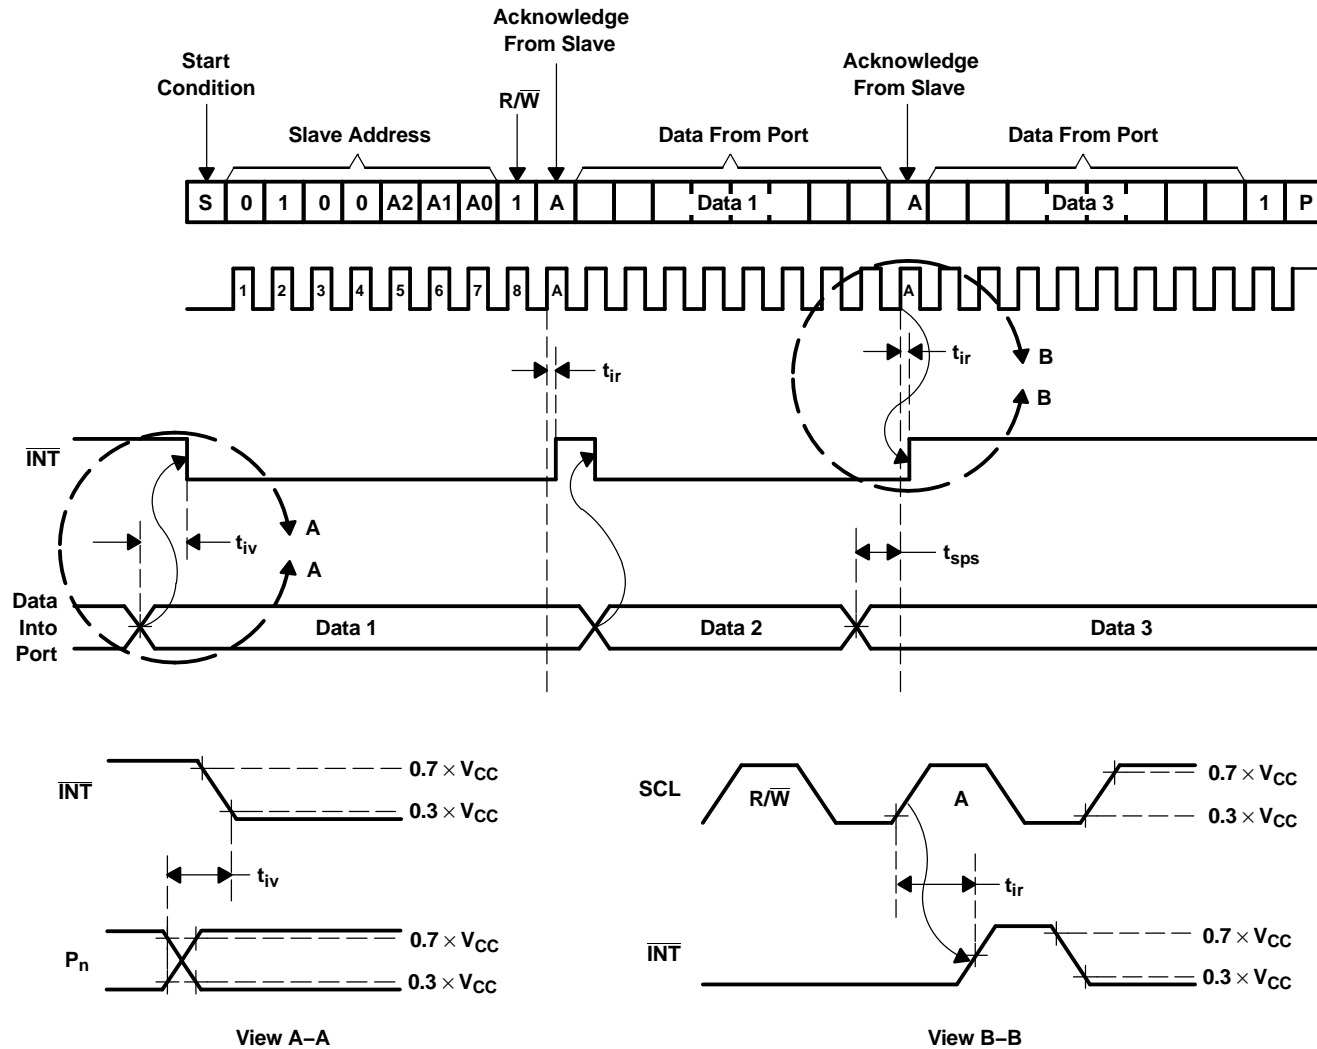 Acknowledge
From Slave
Start
Condition
R/W̅
Acknowledge
From Slave
Slave Address
Data From Port
Data From Port
S 0 1 0 0 A2 A1 A0 1 A Data 1 A Data 3 1 P
1 2 3 4 5 6 7 8 A A
tir
tir
B
B
I̅N̅T̅
A
A
tiv
tsps
Data
Into
Port
Data 1
Data 2
Data 3
I̅N̅T̅
0.7 × VCC
0.3 × VCC
tiv
Pn
0.7 × VCC
0.3 × VCC
View A–A
SCL
R/W̅
A
0.7 × VCC
0.3 × VCC
tir
I̅N̅T̅
0.7 × VCC
0.3 × VCC
View B–B